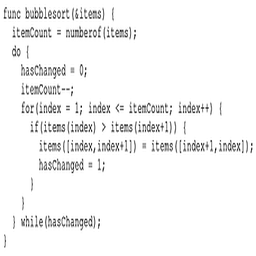 func bubblesort(&items) {
itemCount = numberof(items);
do {
hasChanged = 0;
itemCount--;
for(index = 1; index <= itemCount; index++) {
if(items(index) > items(index+1)) {
items([index,index+1]) = items([index+1,index]);
hasChanged = 1;
}
}
} while(hasChanged);
}